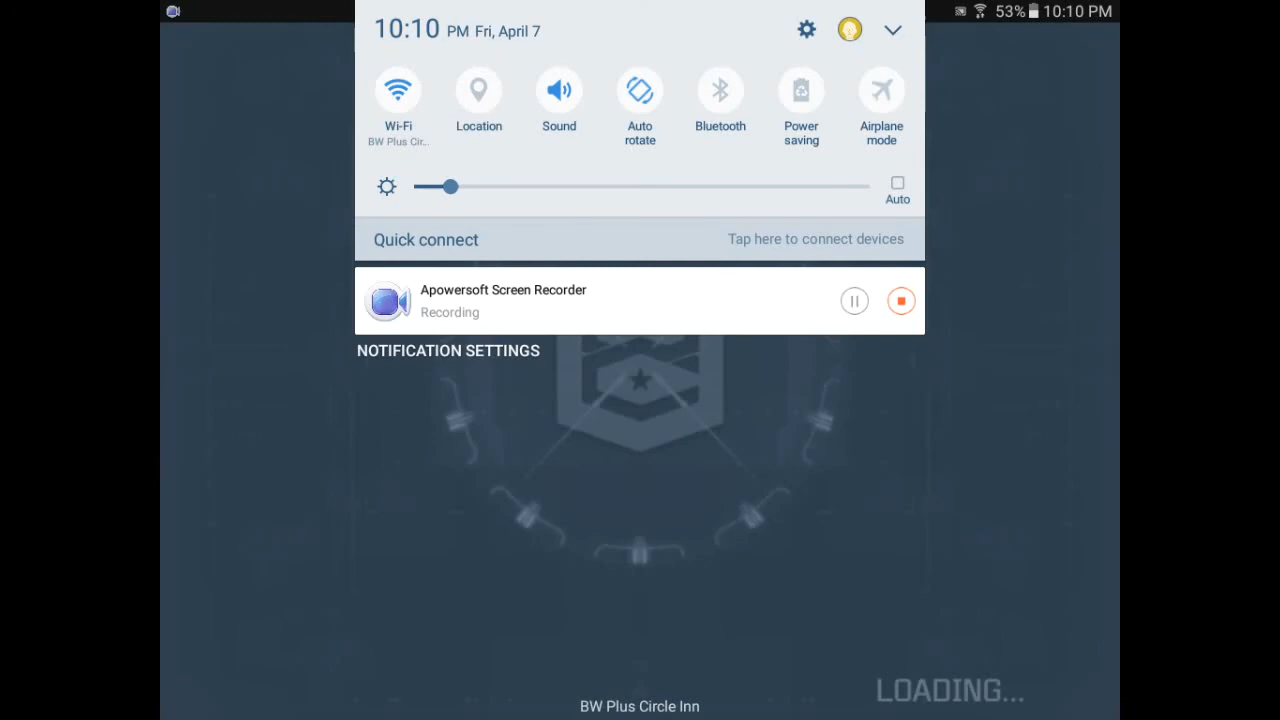 53% 10:10 PM
10:10 PM Fri, April 7
Wi-Fi
BW Plus Cir...
Location
Sound
Auto
rotate
Bluetooth
Power
saving
Airplane
mode
Auto
Quick connect
Tap here to connect devices
Apowersoft Screen Recorder
Recording
NOTIFICATION SETTINGS
LOADING...
BW Plus Circle Inn